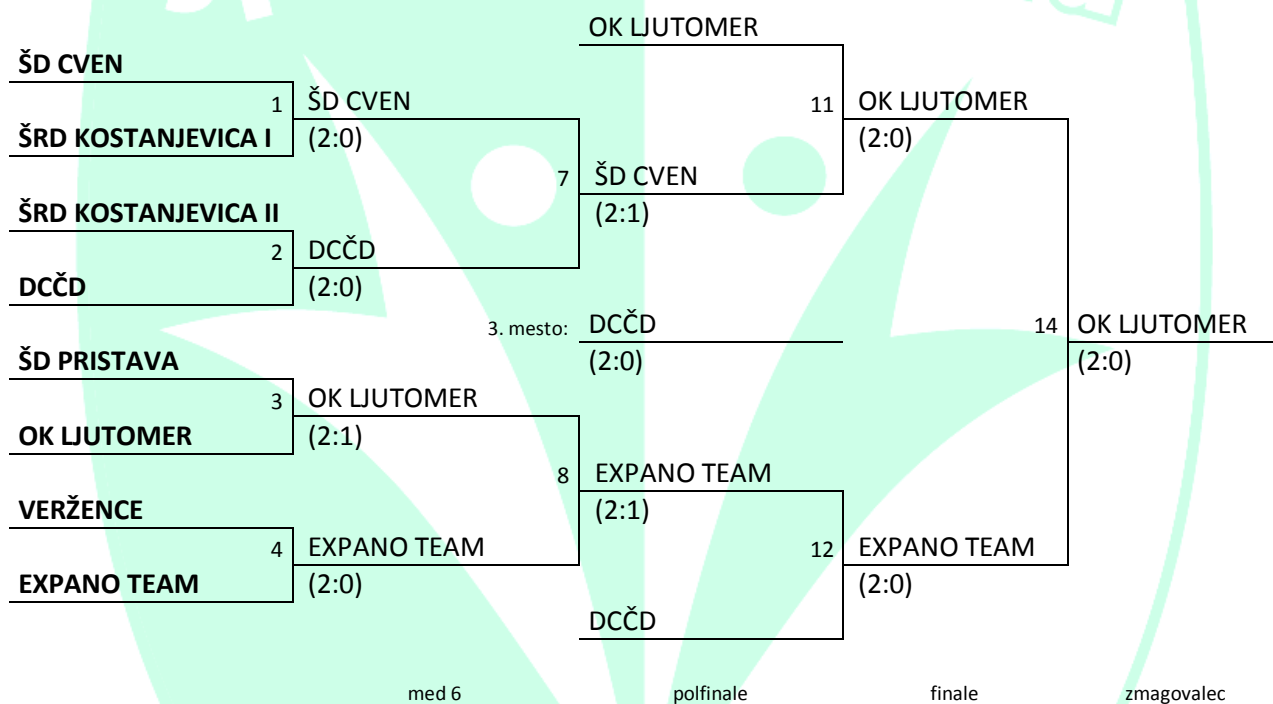 OK LJUTOMER
ŠD CVEN
1 ŠD CVEN 11 OK LJUTOMER
ŠRD KOSTANJEVICA I (2:0) (2:0)
7 ŠD CVEN
ŠRD KOSTANJEVICA II (2:1)
2 DCČD
DCČD (2:0)
3. mesto: DCČD 14 OK LJUTOMER
ŠD PRISTAVA (2:0) (2:0)
3 OK LJUTOMER
OK LJUTOMER (2:1)
8 EXPANO TEAM
VERŽENCE (2:1)
4 EXPANO TEAM 12 EXPANO TEAM
EXPANO TEAM (2:0) (2:0)
DCČD
med 6 polfinale finale zmagovalec